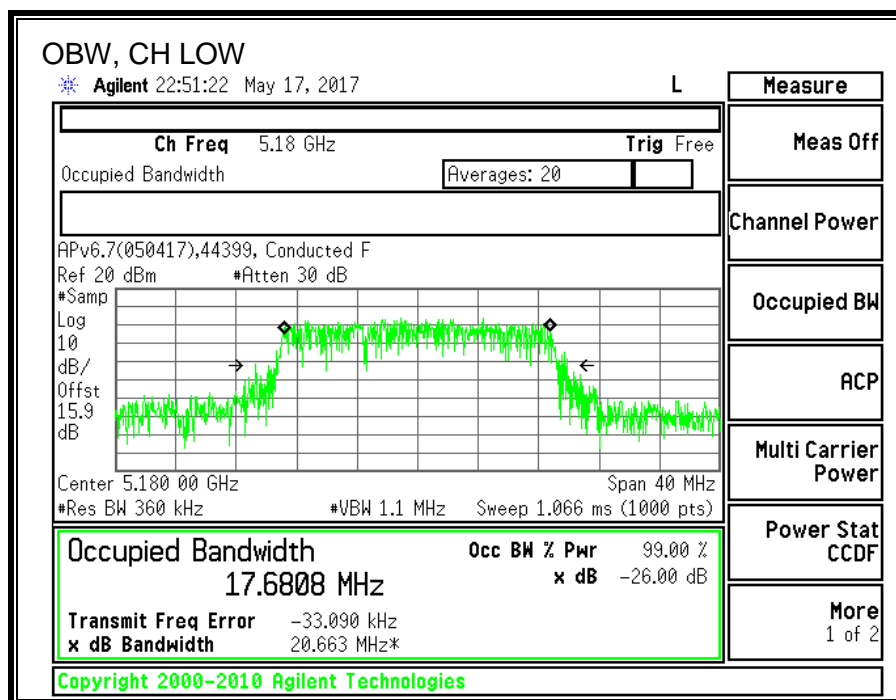 OBW, CH LOW
Agilent 22:51:22 May 17, 2017 L Measure
Ch Freq 5.18 GHz Trig Free
Meas Off
Occupied Bandwidth Averages: 20
Channel Power
APv6.7(050417),44399, Conducted F
Ref 20 dBm #Atten 30 dB
#Samp
Log
10
dB/
Offst
15.9
dB
Occupied BW
ACP
Multi Carrier
Power
Center 5.180 00 GHz Span 40 MHz
#Res BW 360 kHz #VBW 1.1 MHz Sweep 1.066 ms (1000 pts)
Power Stat
CCDF
Occupied Bandwidth Occ BW % Pwr 99.00 %
17.6808 MHz x dB -26.00 dB
Transmit Freq Error -33.090 kHz
x dB Bandwidth 20.663 MHz*
More
1 of 2
Copyright 2000-2010 Agilent Technologies